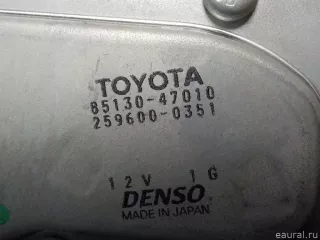 TOYOTA
85130-47010
259600-0351
12V 1G
DENSO
MADE IN JAPAN
eaural.ru